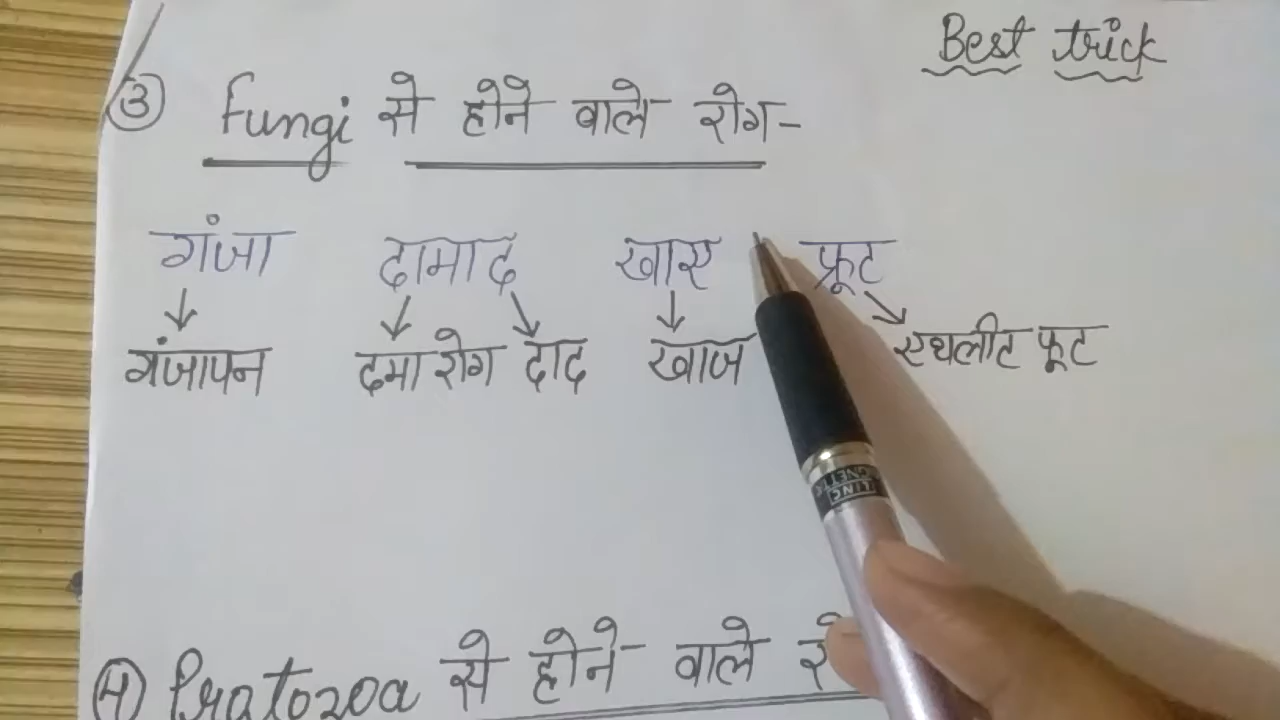 Best trick
③ Fungi से होने वाले रोग-
गंजा दामाद खाए फ्रूट
↓ ↓ ↘ ↓ ↘
गंजापन दमा रोग दाद खाज एथलीट फूट
④ Protozoa से होने वाले